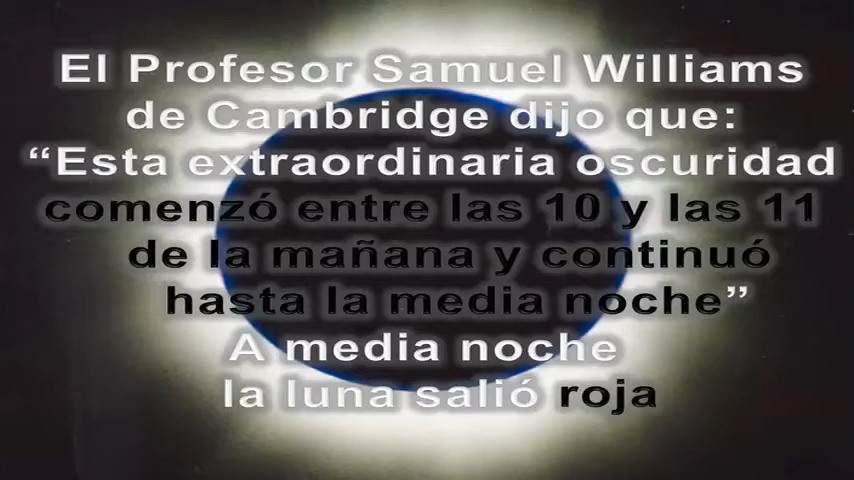 El Profesor Samuel Williams
de Cambridge dijo que:
“Esta extraordinaria oscuridad
comenzó entre las 10 y las 11
de la mañana y continuó
hasta la media noche”
A media noche
la luna salió roja